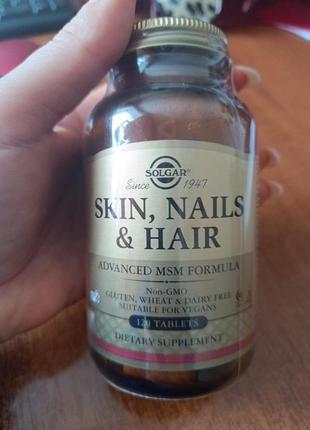 SOLGAR®
Since 1947
SKIN, NAILS
& HAIR
ADVANCED MSM FORMULA
Non-GMO
GLUTEN, WHEAT & DAIRY FREE
SUITABLE FOR VEGANS
120 TABLETS
DIETARY SUPPLEMENT